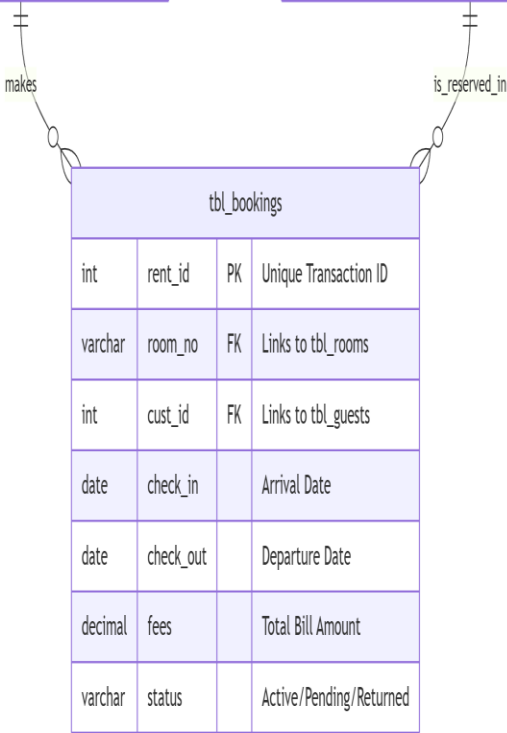 makes
is_reserved_in
tbl_bookings
int rent_id PK Unique Transaction ID
varchar room_no FK Links to tbl_rooms
int cust_id FK Links to tbl_guests
date check_in Arrival Date
date check_out Departure Date
decimal fees Total Bill Amount
varchar status Active/Pending/Returned